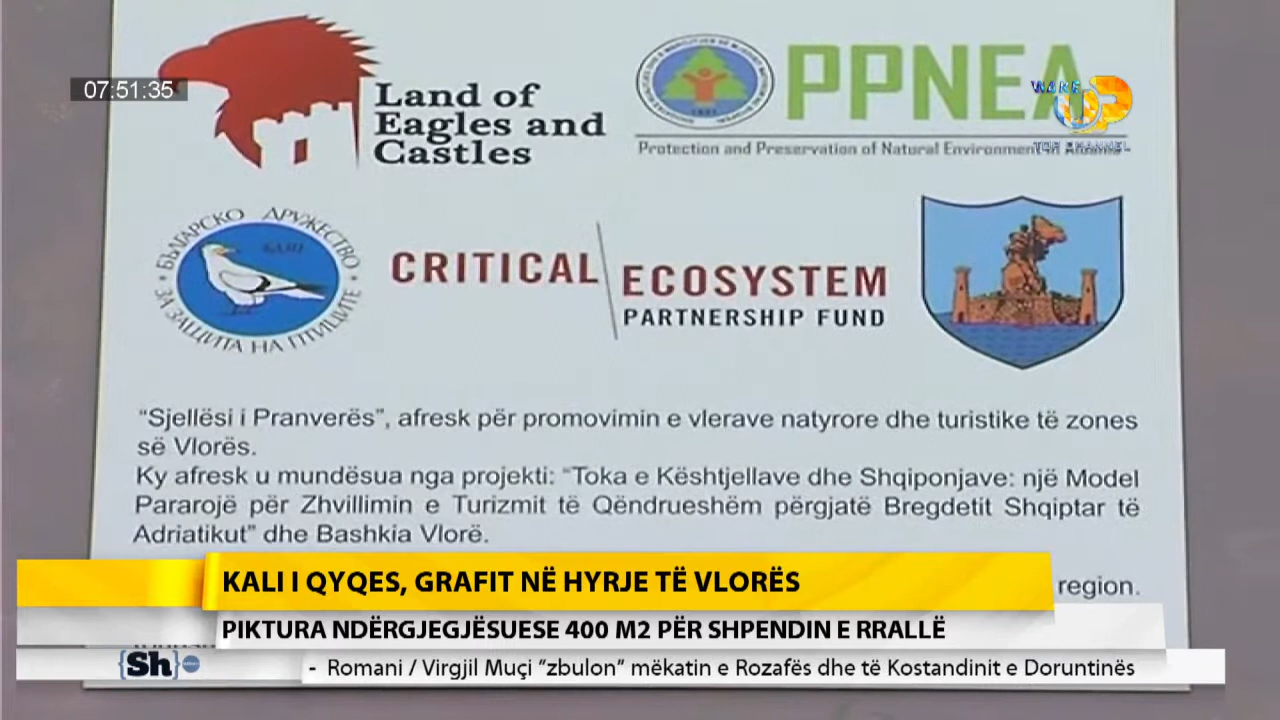 07:51:35
Land of
Eagles and
Castles
PPNEA
Protection and Preservation of Natural Environment in Albania
WAKE UP
TOP CHANNEL
БЪЛГАРСКО ДРУЖЕСТВО
ЗА ЗАЩИТА НА ПТИЦИТЕ
CRITICAL ECOSYSTEM
PARTNERSHIP FUND
“Sjellësi i Pranverës”, afresk për promovimin e vlerave natyrore dhe turistike të zones
së Vlorës.
Ky afresk u mundësua nga projekti: “Toka e Kështjellave dhe Shqiponjave: një Model
Pararojë për Zhvillimin e Turizmit të Qëndrueshëm përgjatë Bregdetit Shqiptar të
Adriatikut” dhe Bashkia Vlorë.
region.
KALI I QYQES, GRAFIT NË HYRJE TË VLORËS
PIKTURA NDËRGJEGJËSUESE 400 M2 PËR SHPENDIN E RRALLË
{Sh}
- Romani / Virgjil Muçi “zbulon” mëkatin e Rozafës dhe të Kostandinit e Doruntinës